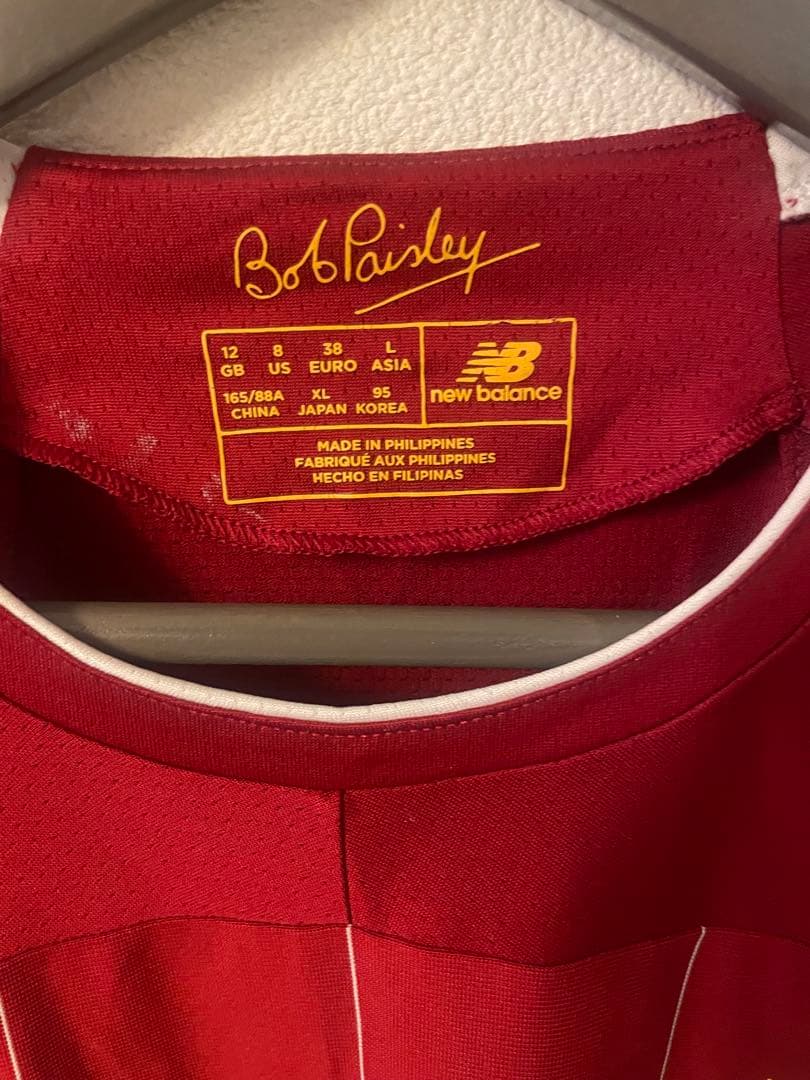 Bob Paisley
12 8 38 L
GB US EURO ASIA
165/88A XL 95
CHINA JAPAN KOREA
NB
new balance
MADE IN PHILIPPINES
FABRIQUÉ AUX PHILIPPINES
HECHO EN FILIPINAS